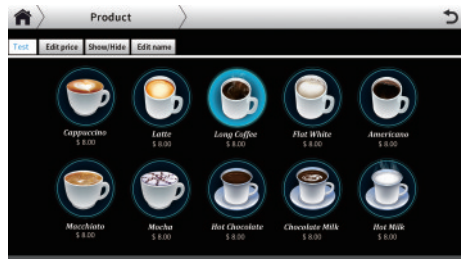 Product
Test Edit price Show/Hide Edit name
Cappuccino Latte Long Coffee Flat White Americano
$ 8.00 $ 8.00 $ 8.00 $ 8.00 $ 8.00
Macchiato Mocha Hot Chocolate Chocolate Milk Hot Milk
$ 8.00 $ 8.00 $ 8.00 $ 8.00 $ 8.00